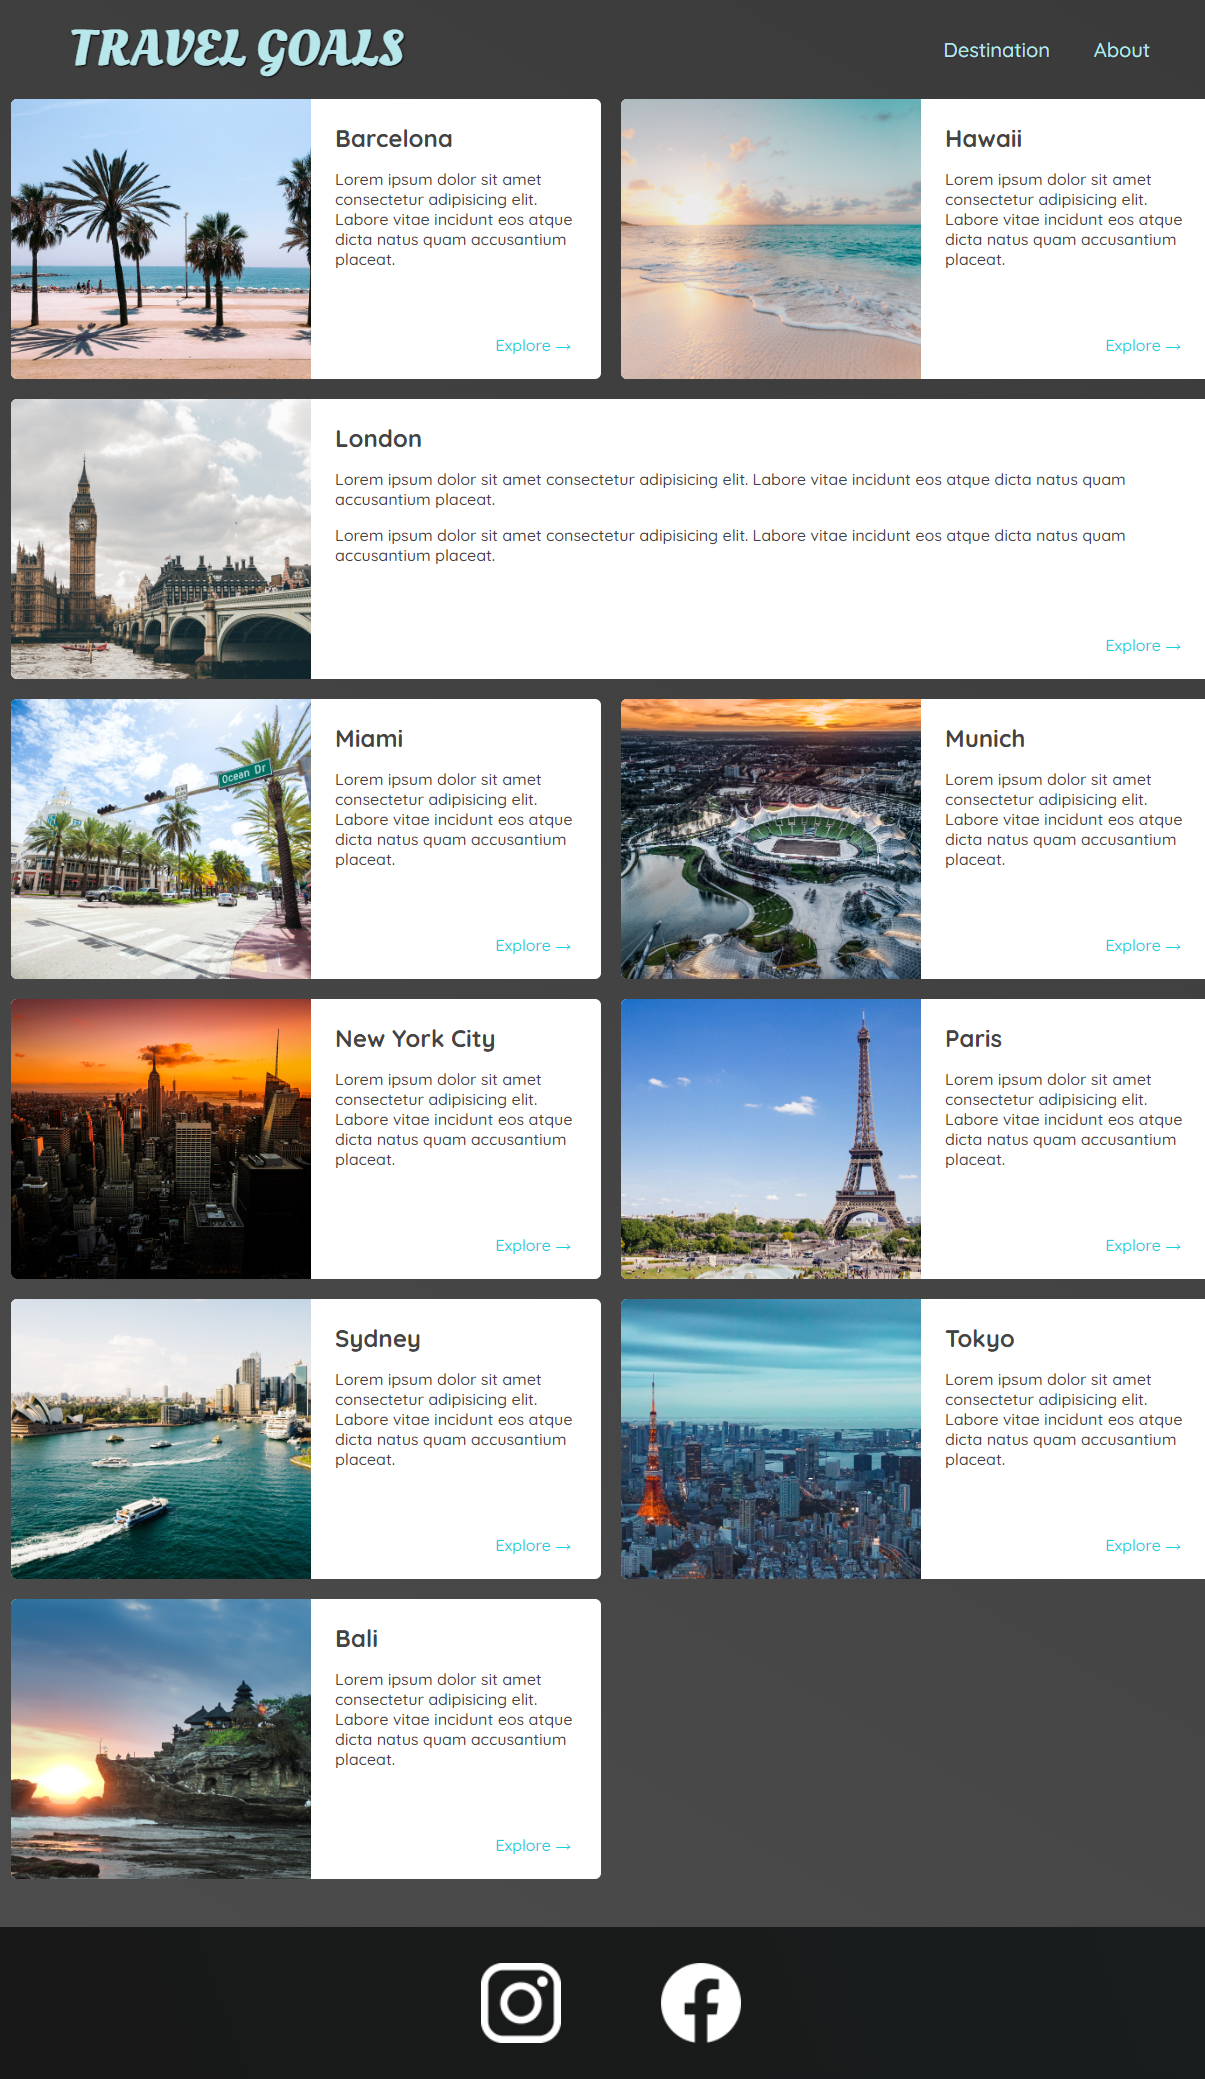 TRAVEL GOALS
Destination
About
Barcelona
Lorem ipsum dolor sit amet
consectetur adipisicing elit.
Labore vitae incidunt eos atque
dicta natus quam accusantium
placeat.
Explore →
Hawaii
Lorem ipsum dolor sit amet
consectetur adipisicing elit.
Labore vitae incidunt eos atque
dicta natus quam accusantium
placeat.
Explore →
London
Lorem ipsum dolor sit amet consectetur adipisicing elit. Labore vitae incidunt eos atque dicta natus quam
accusantium placeat.
Lorem ipsum dolor sit amet consectetur adipisicing elit. Labore vitae incidunt eos atque dicta natus quam
accusantium placeat.
Explore →
Ocean Dr
Miami
Lorem ipsum dolor sit amet
consectetur adipisicing elit.
Labore vitae incidunt eos atque
dicta natus quam accusantium
placeat.
Explore →
Munich
Lorem ipsum dolor sit amet
consectetur adipisicing elit.
Labore vitae incidunt eos atque
dicta natus quam accusantium
placeat.
Explore →
New York City
Lorem ipsum dolor sit amet
consectetur adipisicing elit.
Labore vitae incidunt eos atque
dicta natus quam accusantium
placeat.
Explore →
Paris
Lorem ipsum dolor sit amet
consectetur adipisicing elit.
Labore vitae incidunt eos atque
dicta natus quam accusantium
placeat.
Explore →
Sydney
Lorem ipsum dolor sit amet
consectetur adipisicing elit.
Labore vitae incidunt eos atque
dicta natus quam accusantium
placeat.
Explore →
Tokyo
Lorem ipsum dolor sit amet
consectetur adipisicing elit.
Labore vitae incidunt eos atque
dicta natus quam accusantium
placeat.
Explore →
Bali
Lorem ipsum dolor sit amet
consectetur adipisicing elit.
Labore vitae incidunt eos atque
dicta natus quam accusantium
placeat.
Explore →